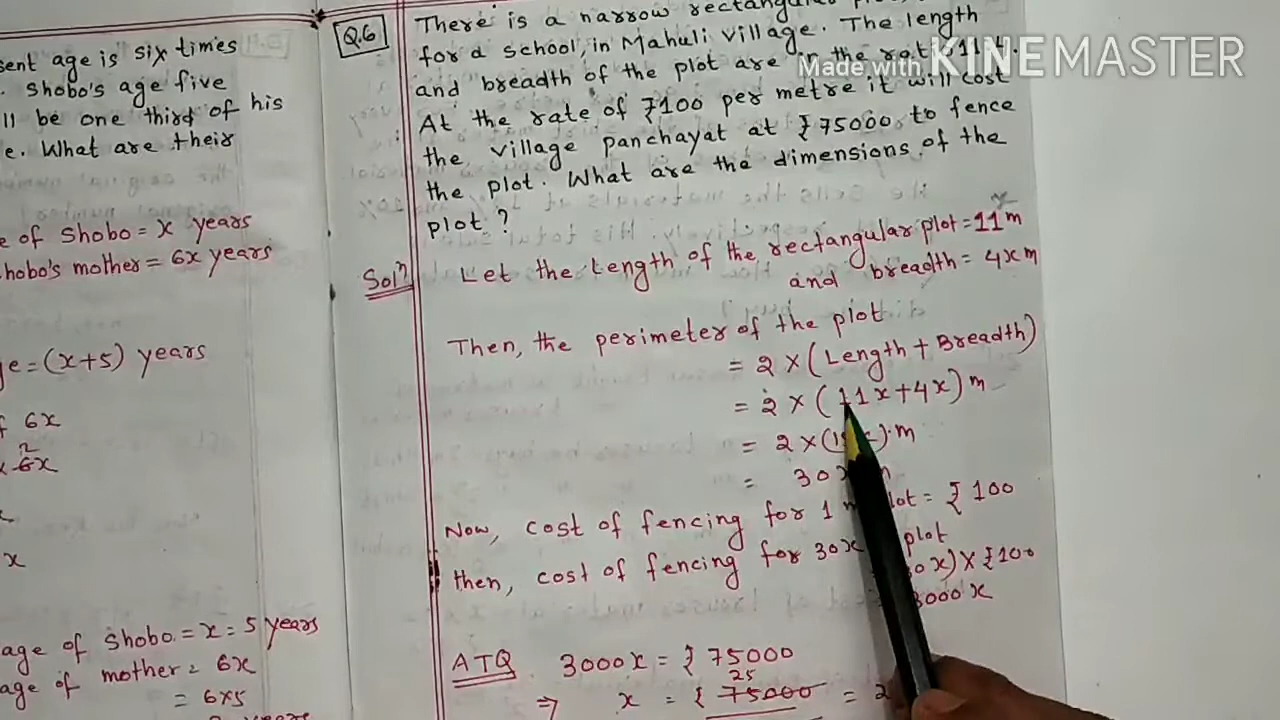 sent age is six times
. Shobo's age five
ll be one third of his
e. What are their
e of Shobo = x years
hobo's mother = 6x years
ge = (x+5) years
f 6x
2
x 6x
x
age of Shobo = x = 5 years
age of mother = 6x
= 6x5
Q.6
There is a narrow rectangular
for a school, in Mahuli village. The length
and breadth of the plot are in the
At the rate of ₹100 per metre it will cost
the village panchayat at ₹75000 to fence
the plot. What are the dimensions of the
plot ?
Solⁿ
Let the Length of the rectangular plot = 11 m
x
and breadth = 4x m
Then, the perimeter of the plot
= 2 x (Length + Breadth)
= 2 x (11x+4x) m
= 2 x (15x) m
= 30x m
Now, cost of fencing for 1 m plot = ₹ 100
then, cost of fencing for 30x plot
0x) x ₹100
3000x
ATQ 3000x = ₹ 75000
25
⇒ x = ₹ 75000 = 2
Made with KINEMASTER